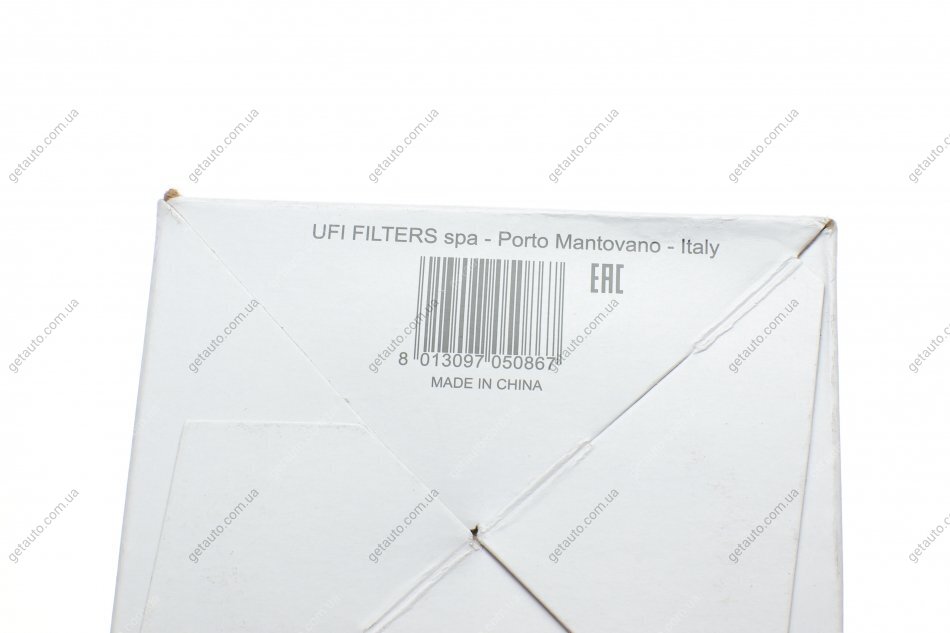 UFI FILTERS spa - Porto Mantovano - Italy
EAC
8 013097 050867
MADE IN CHINA
getauto.com.ua